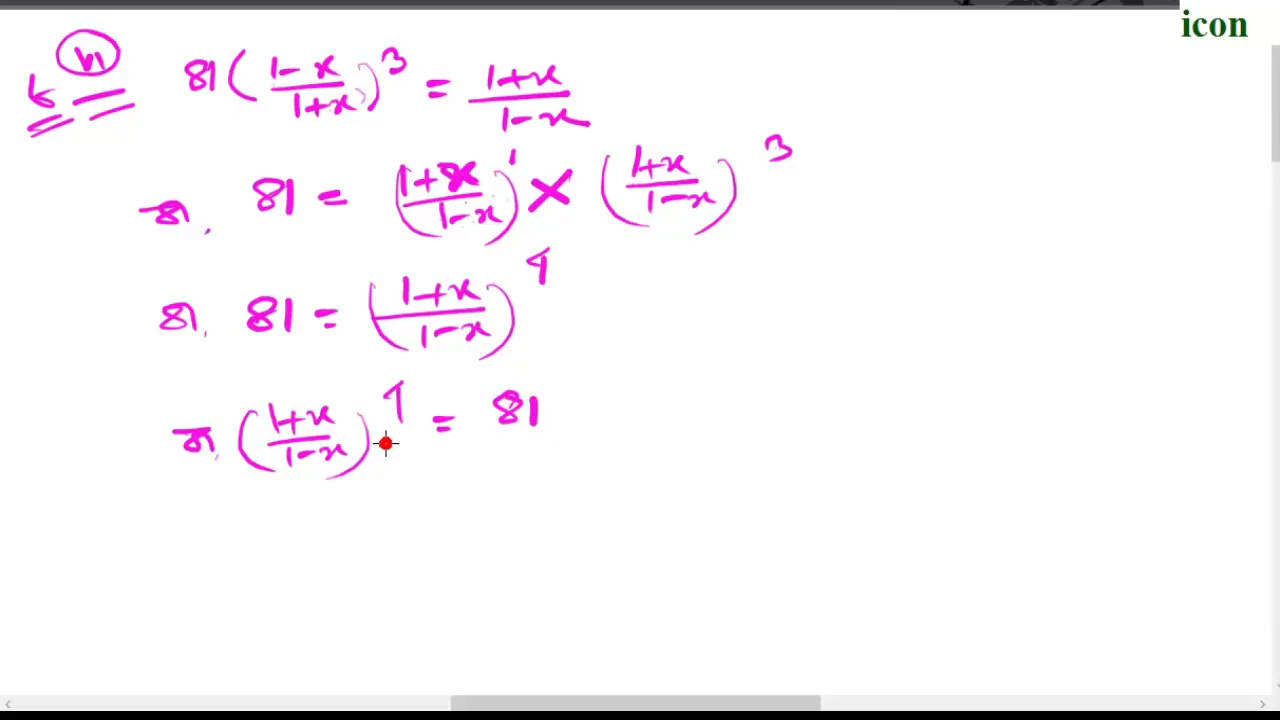 icon
৮ (vi) 81((1-x)/(1+x))³ = (1+x)/(1-x)
বা, 81 = ((1+x)/(1-x))¹ × ((1+x)/(1-x))³
বা, 81 = ((1+x)/(1-x))⁴
বা, ((1+x)/(1-x))⁴ = 81